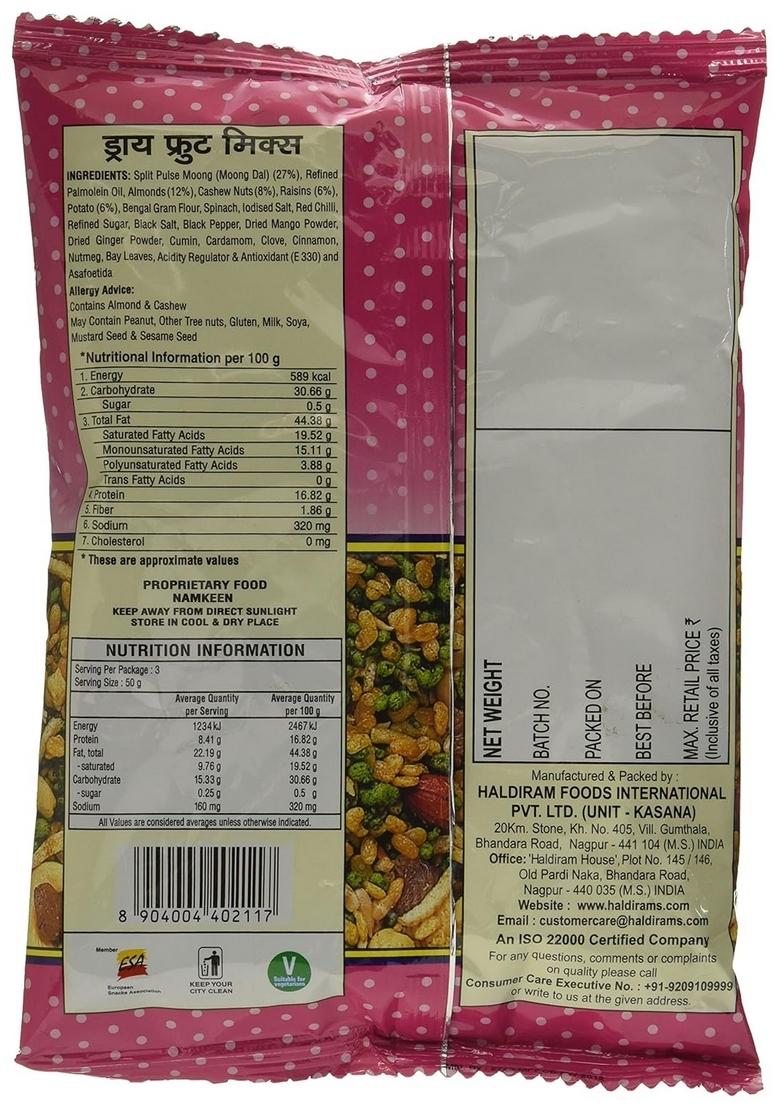 ड्राय फ्रुट मिक्स
INGREDIENTS: Split Pulse Moong (Moong Dal) (27%), Refined
Palmolein Oil, Almonds (12%), Cashew Nuts (8%), Raisins (6%),
Potato (6%), Bengal Gram Flour, Spinach, Iodised Salt, Red Chilli,
Refined Sugar, Black Salt, Black Pepper, Dried Mango Powder,
Dried Ginger Powder, Cumin, Cardamom, Clove, Cinnamon,
Nutmeg, Bay Leaves, Acidity Regulator & Antioxidant (E 330) and
Asafoetida
Allergy Advice:
Contains Almond & Cashew
May Contain Peanut, Other Tree nuts, Gluten, Milk, Soya,
Mustard Seed & Sesame Seed
*Nutritional Information per 100 g
1. Energy 589 kcal
2. Carbohydrate 30.66 g
Sugar 0.5 g
3. Total Fat 44.38 g
Saturated Fatty Acids 19.52 g
Monounsaturated Fatty Acids 15.11 g
Polyunsaturated Fatty Acids 3.88 g
Trans Fatty Acids 0 g
4. Protein 16.82 g
5. Fiber 1.86 g
6. Sodium 320 mg
7. Cholesterol 0 mg
* These are approximate values
PROPRIETARY FOOD
NAMKEEN
KEEP AWAY FROM DIRECT SUNLIGHT
STORE IN COOL & DRY PLACE
NUTRITION INFORMATION
Serving Per Package : 3
Serving Size : 50 g
Average Quantity Average Quantity
per Serving per 100 g
Energy 1234 kJ 2467 kJ
Protein 8.41 g 16.82 g
Fat, total 22.19 g 44.38 g
-saturated 9.76 g 19.52 g
Carbohydrate 15.33 g 30.66 g
-sugar 0.25 g 0.5 g
Sodium 160 mg 320 mg
All Values are considered averages unless otherwise indicated.
8 904004 402117
Member
ESA
European
Snacks Association
KEEP YOUR
CITY CLEAN
V
Suitable for
vegetarians
NET WEIGHT
BATCH NO.
PACKED ON
BEST BEFORE
MAX. RETAIL PRICE ₹
(Inclusive of all taxes)
Manufactured & Packed by :
HALDIRAM FOODS INTERNATIONAL
PVT. LTD. (UNIT - KASANA)
20Km. Stone, Kh. No. 405, Vill. Gumthala,
Bhandara Road, Nagpur - 441 104 (M.S.) INDIA
Office: 'Haldiram House', Plot No. 145 / 146,
Old Pardi Naka, Bhandara Road,
Nagpur - 440 035 (M.S.) INDIA
Website : www.haldirams.com
Email : customercare@haldirams.com
An ISO 22000 Certified Company
For any questions, comments or complaints
on quality please call
Consumer Care Executive No. : +91-9209109999
or write to us at the given address.